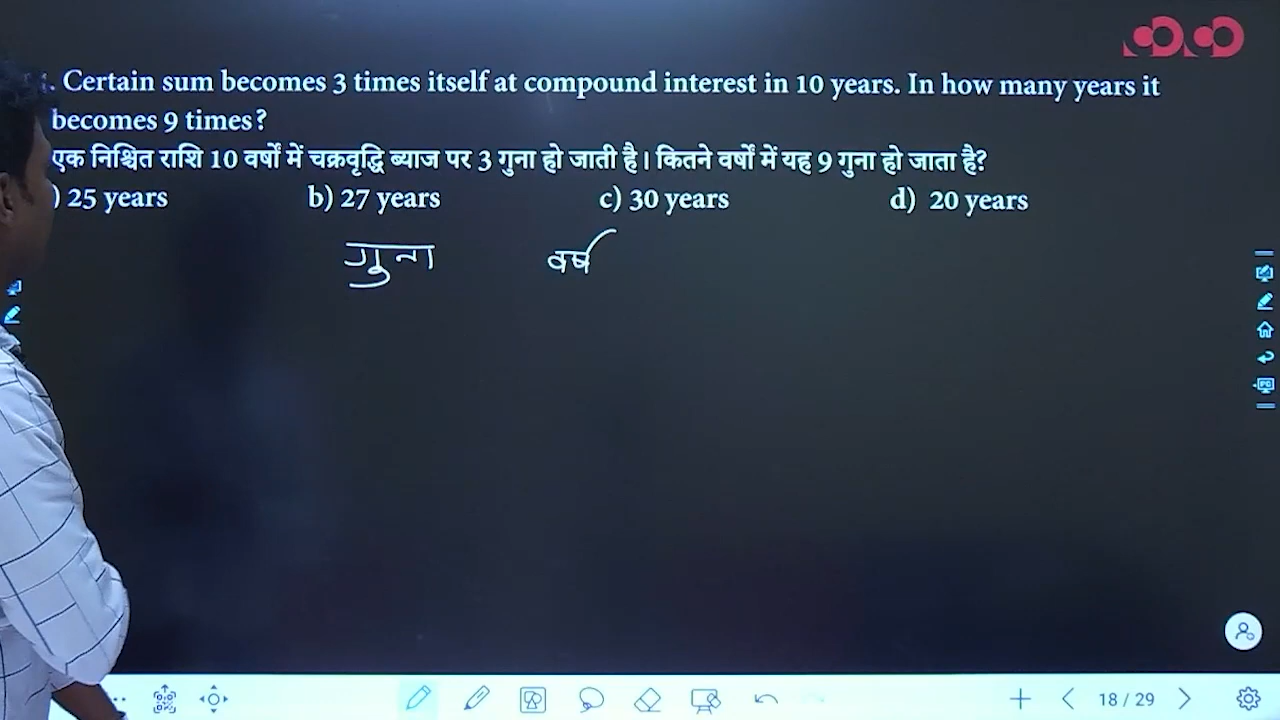 . Certain sum becomes 3 times itself at compound interest in 10 years. In how many years it
becomes 9 times?
एक निश्चित राशि 10 वर्षों में चक्रवृद्धि ब्याज पर 3 गुना हो जाती है। कितने वर्षों में यह 9 गुना हो जाता है?
) 25 years b) 27 years c) 30 years d) 20 years
गुना वर्ष
18 / 29